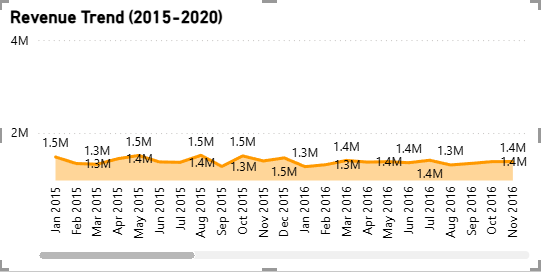 Revenue Trend (2015-2020)
4M
2M
1.5M
1.3M
1.3M
1.5M
1.4M
1.5M
1.4M
1.5M
1.3M
1.5M
1.3M
1.4M
1.3M
1.4M
1.4M
1.4M
1.3M
1.4M
1.4M
Jan 2015
Feb 2015
Mar 2015
Apr 2015
May 2015
Jun 2015
Jul 2015
Aug 2015
Sep 2015
Oct 2015
Nov 2015
Dec 2015
Jan 2016
Feb 2016
Mar 2016
Apr 2016
May 2016
Jun 2016
Jul 2016
Aug 2016
Sep 2016
Oct 2016
Nov 2016